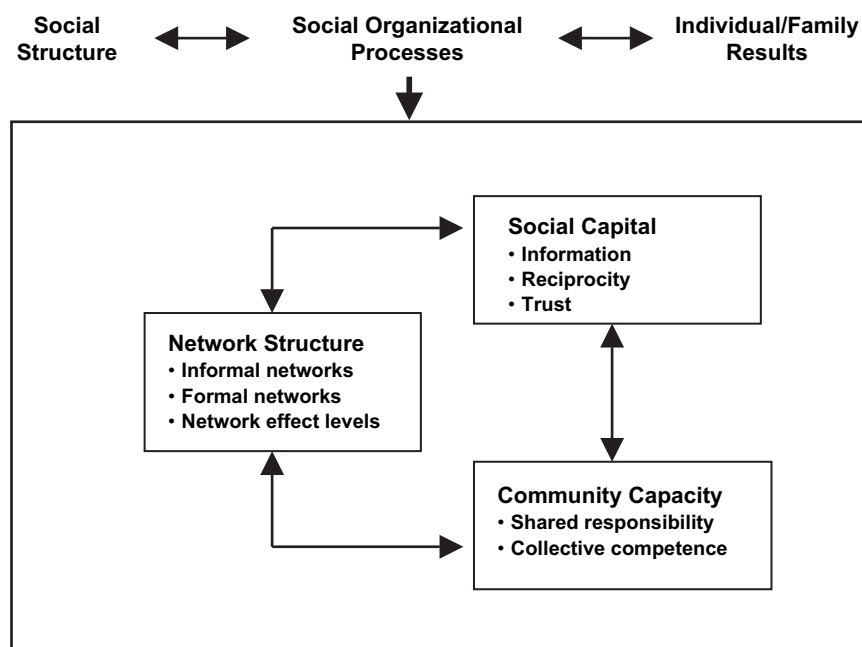 Social
Structure
Social Organizational
Processes
Individual/Family
Results
Social Capital
• Information
• Reciprocity
• Trust
Network Structure
• Informal networks
• Formal networks
• Network effect levels
Community Capacity
• Shared responsibility
• Collective competence